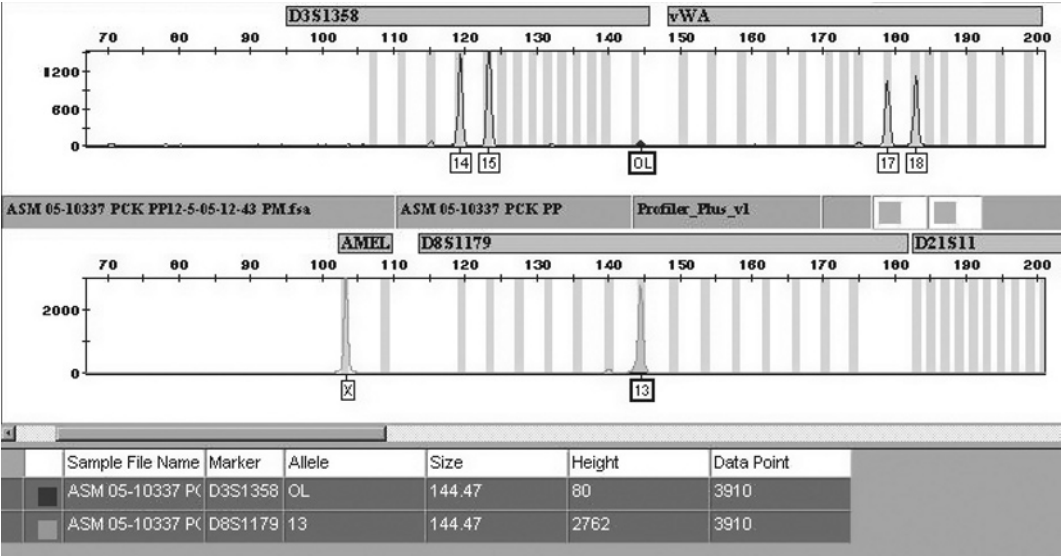 D3S1358 vWA
70 80 90 100 110 120 130 140 150 160 170 180 190 200
1200
600
0
14 15 OL 17 18
ASM 05-10337 PCK PP12-5-05-12-43 PM.fsa ASM 05-10337 PCK PP Profiler_Plus_v1
AMEL D8S1179 D21S11
70 80 90 100 110 120 130 140 150 160 170 180 190 200
2000
0
X 13
Sample File Name Marker Allele Size Height Data Point
ASM 05-10337 P( D3S1358 OL 144.47 80 3910
ASM 05-10337 P( D8S1179 13 144.47 2762 3910